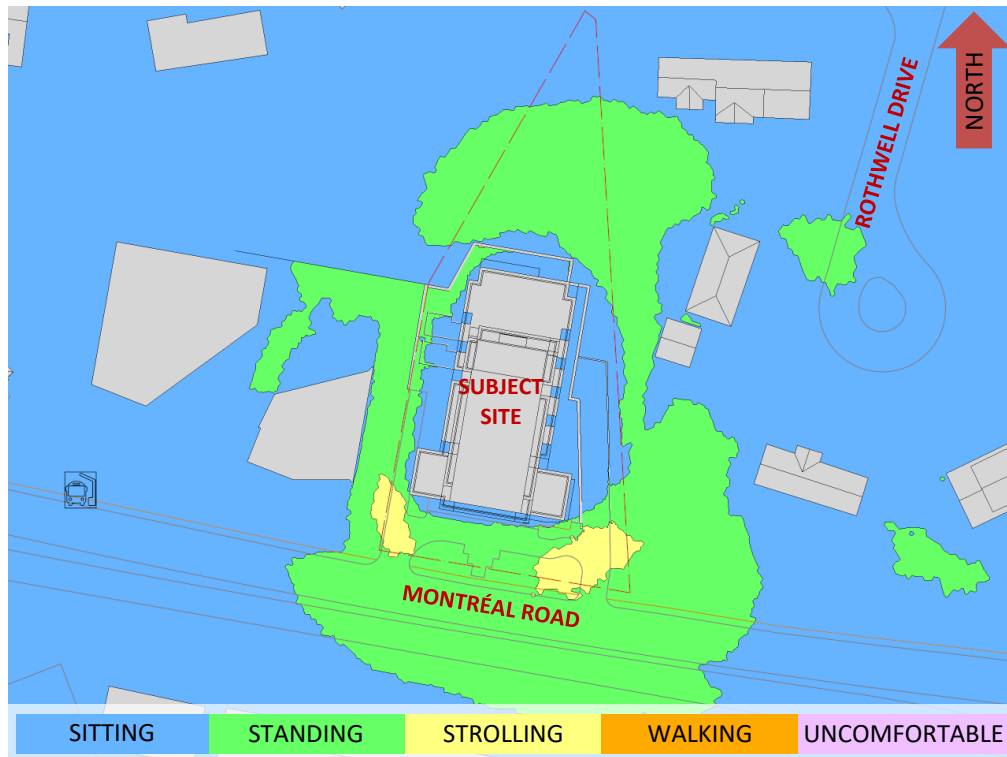 NORTH
ROTHWELL DRIVE
SUBJECT
SITE
MONTRÉAL ROAD
SITTING
STANDING
STROLLING
WALKING
UNCOMFORTABLE